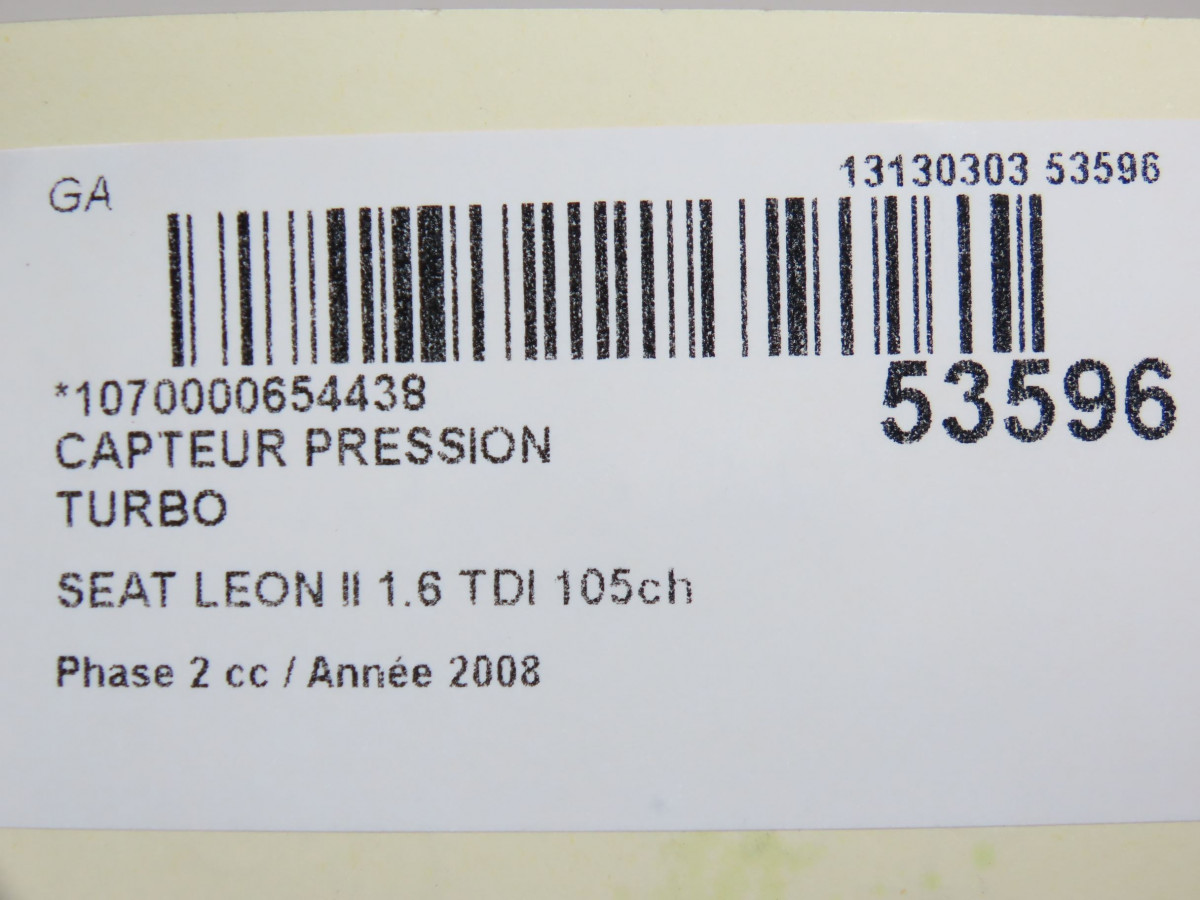 GA
13130303 53596
*1070000654438
53596
CAPTEUR PRESSION
TURBO
SEAT LEON II 1.6 TDI 105ch
Phase 2 cc / Année 2008